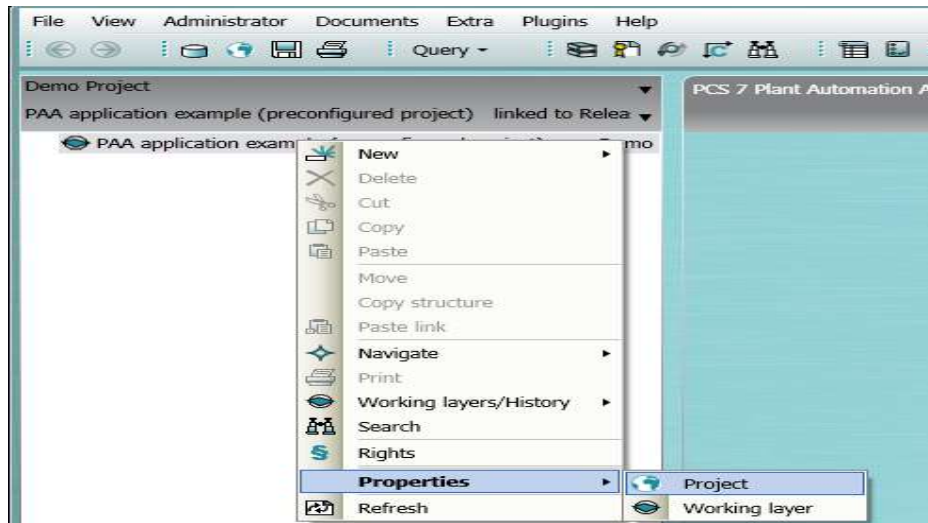 File View Administrator Documents Extra Plugins Help
Query
Demo Project
PCS 7 Plant Automation A
PAA application example (preconfigured project) linked to Relea
PAA application exam
mo
New
Delete
Cut
Copy
Paste
Move
Copy structure
Paste link
Navigate
Print
Working layers/History
Search
Rights
Properties
Project
Refresh
Working layer